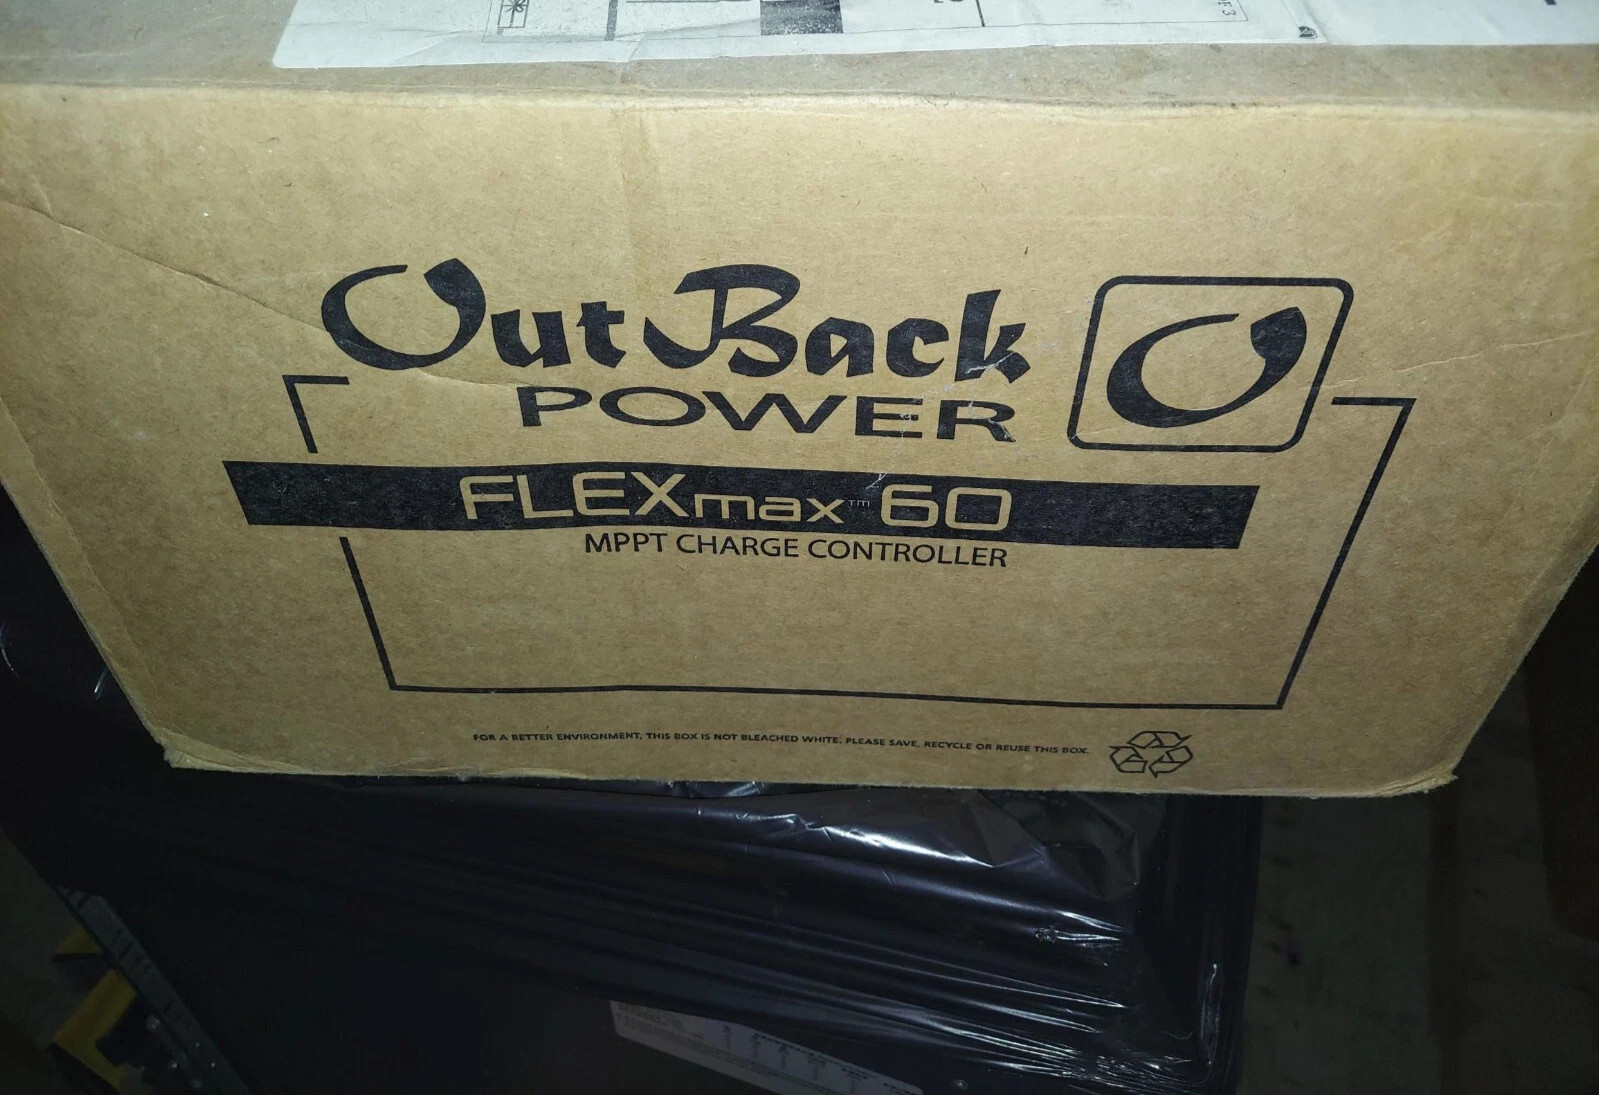 OutBack
POWER
FLEXmax™ 60
MPPT CHARGE CONTROLLER
FOR A BETTER ENVIRONMENT, THIS BOX IS NOT BLEACHED WHITE. PLEASE SAVE, RECYCLE OR REUSE THIS BOX.